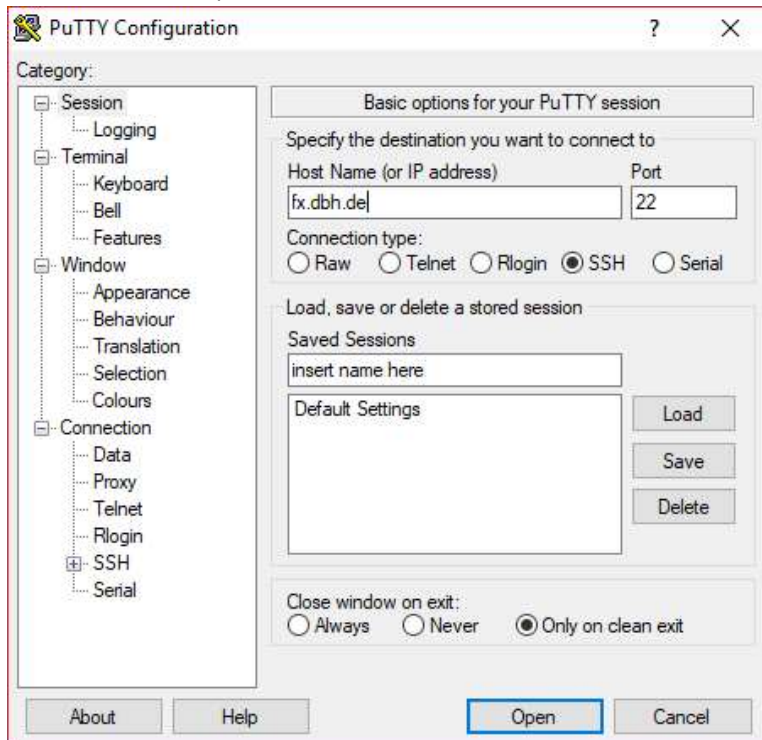 PuTTY Configuration
?
Category:
Session
Logging
Terminal
Keyboard
Bell
Features
Window
Appearance
Behaviour
Translation
Selection
Colours
Connection
Data
Proxy
Telnet
Rlogin
SSH
Serial
Basic options for your PuTTY session
Specify the destination you want to connect to
Host Name (or IP address) Port
fx.dbh.de 22
Connection type:
Raw Telnet Rlogin SSH Serial
Load, save or delete a stored session
Saved Sessions
insert name here
Default Settings
Load
Save
Delete
Close window on exit:
Always Never Only on clean exit
About Help Open Cancel